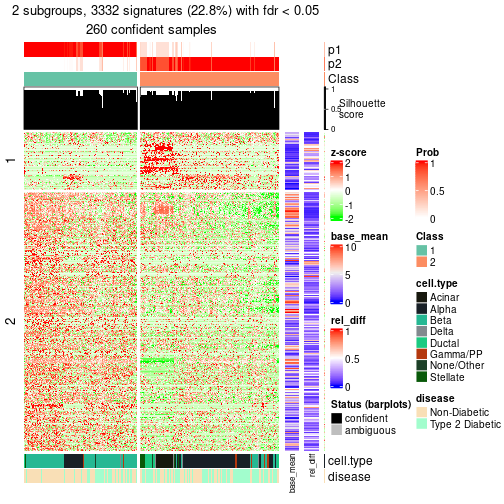 2 subgroups, 3332 signatures (22.8%) with fdr < 0.05
260 confident samples
p1
p2
Class
1
0.5
0
Silhouette
score
1
2
z-score
2
1
0
-1
-2
Prob
1
0.5
0
base_mean
10
5
0
Class
1
2
rel_diff
1
0.5
0
cell.type
Acinar
Alpha
Beta
Delta
Ductal
Gamma/PP
None/Other
Stellate
Status (barplots)
confident
ambiguous
disease
Non-Diabetic
Type 2 Diabetic
cell.type
disease
base_mean
rel_diff